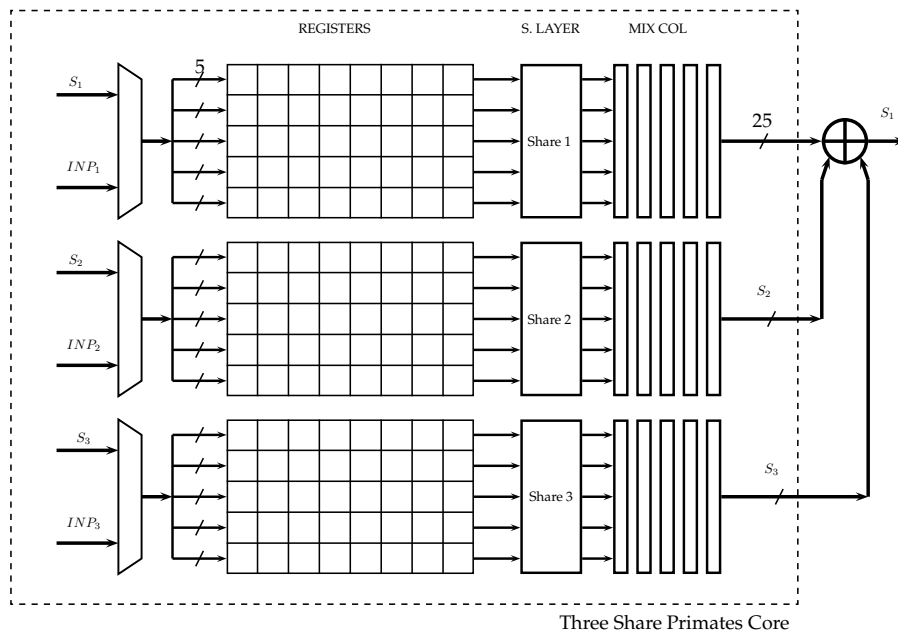 REGISTERS S. LAYER MIX COL
5
S1
INP1
Share 1
25
S1
S2
INP2
Share 2
S2
S3
INP3
Share 3
S3
Three Share Primates Core